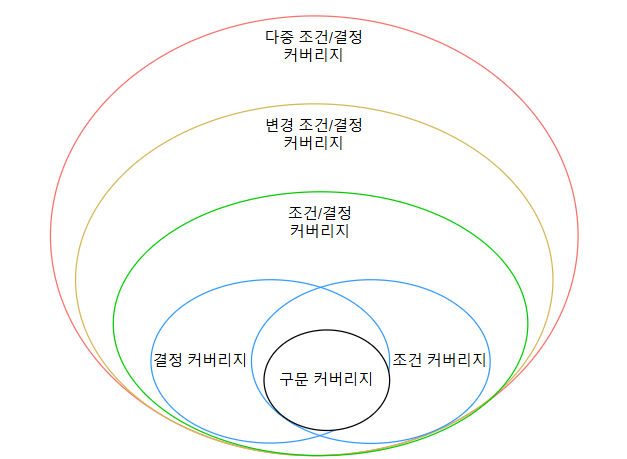 다중 조건/결정
커버리지
변경 조건/결정
커버리지
조건/결정
커버리지
결정 커버리지
조건 커버리지
구문 커버리지